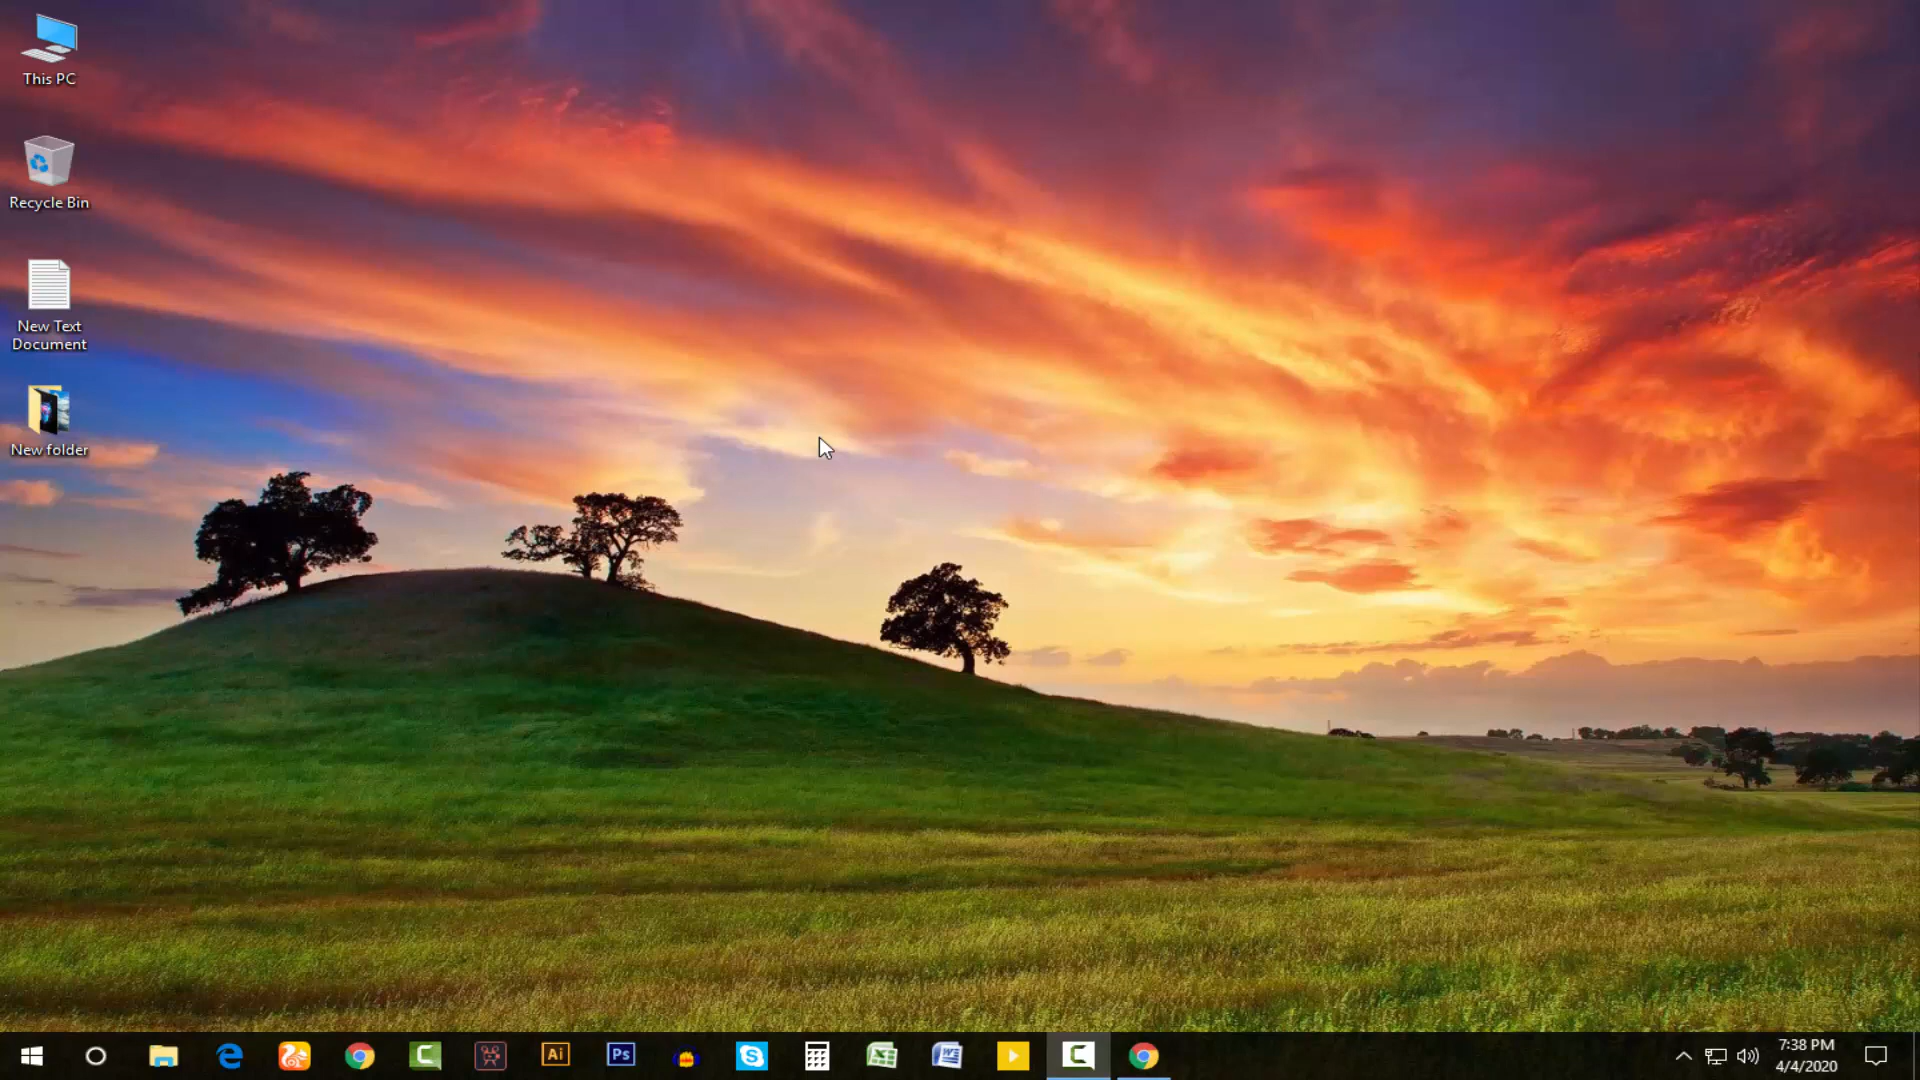 This PC
Recycle Bin
New Text
Document
New folder
Ai
Ps
7:38 PM
4/4/2020